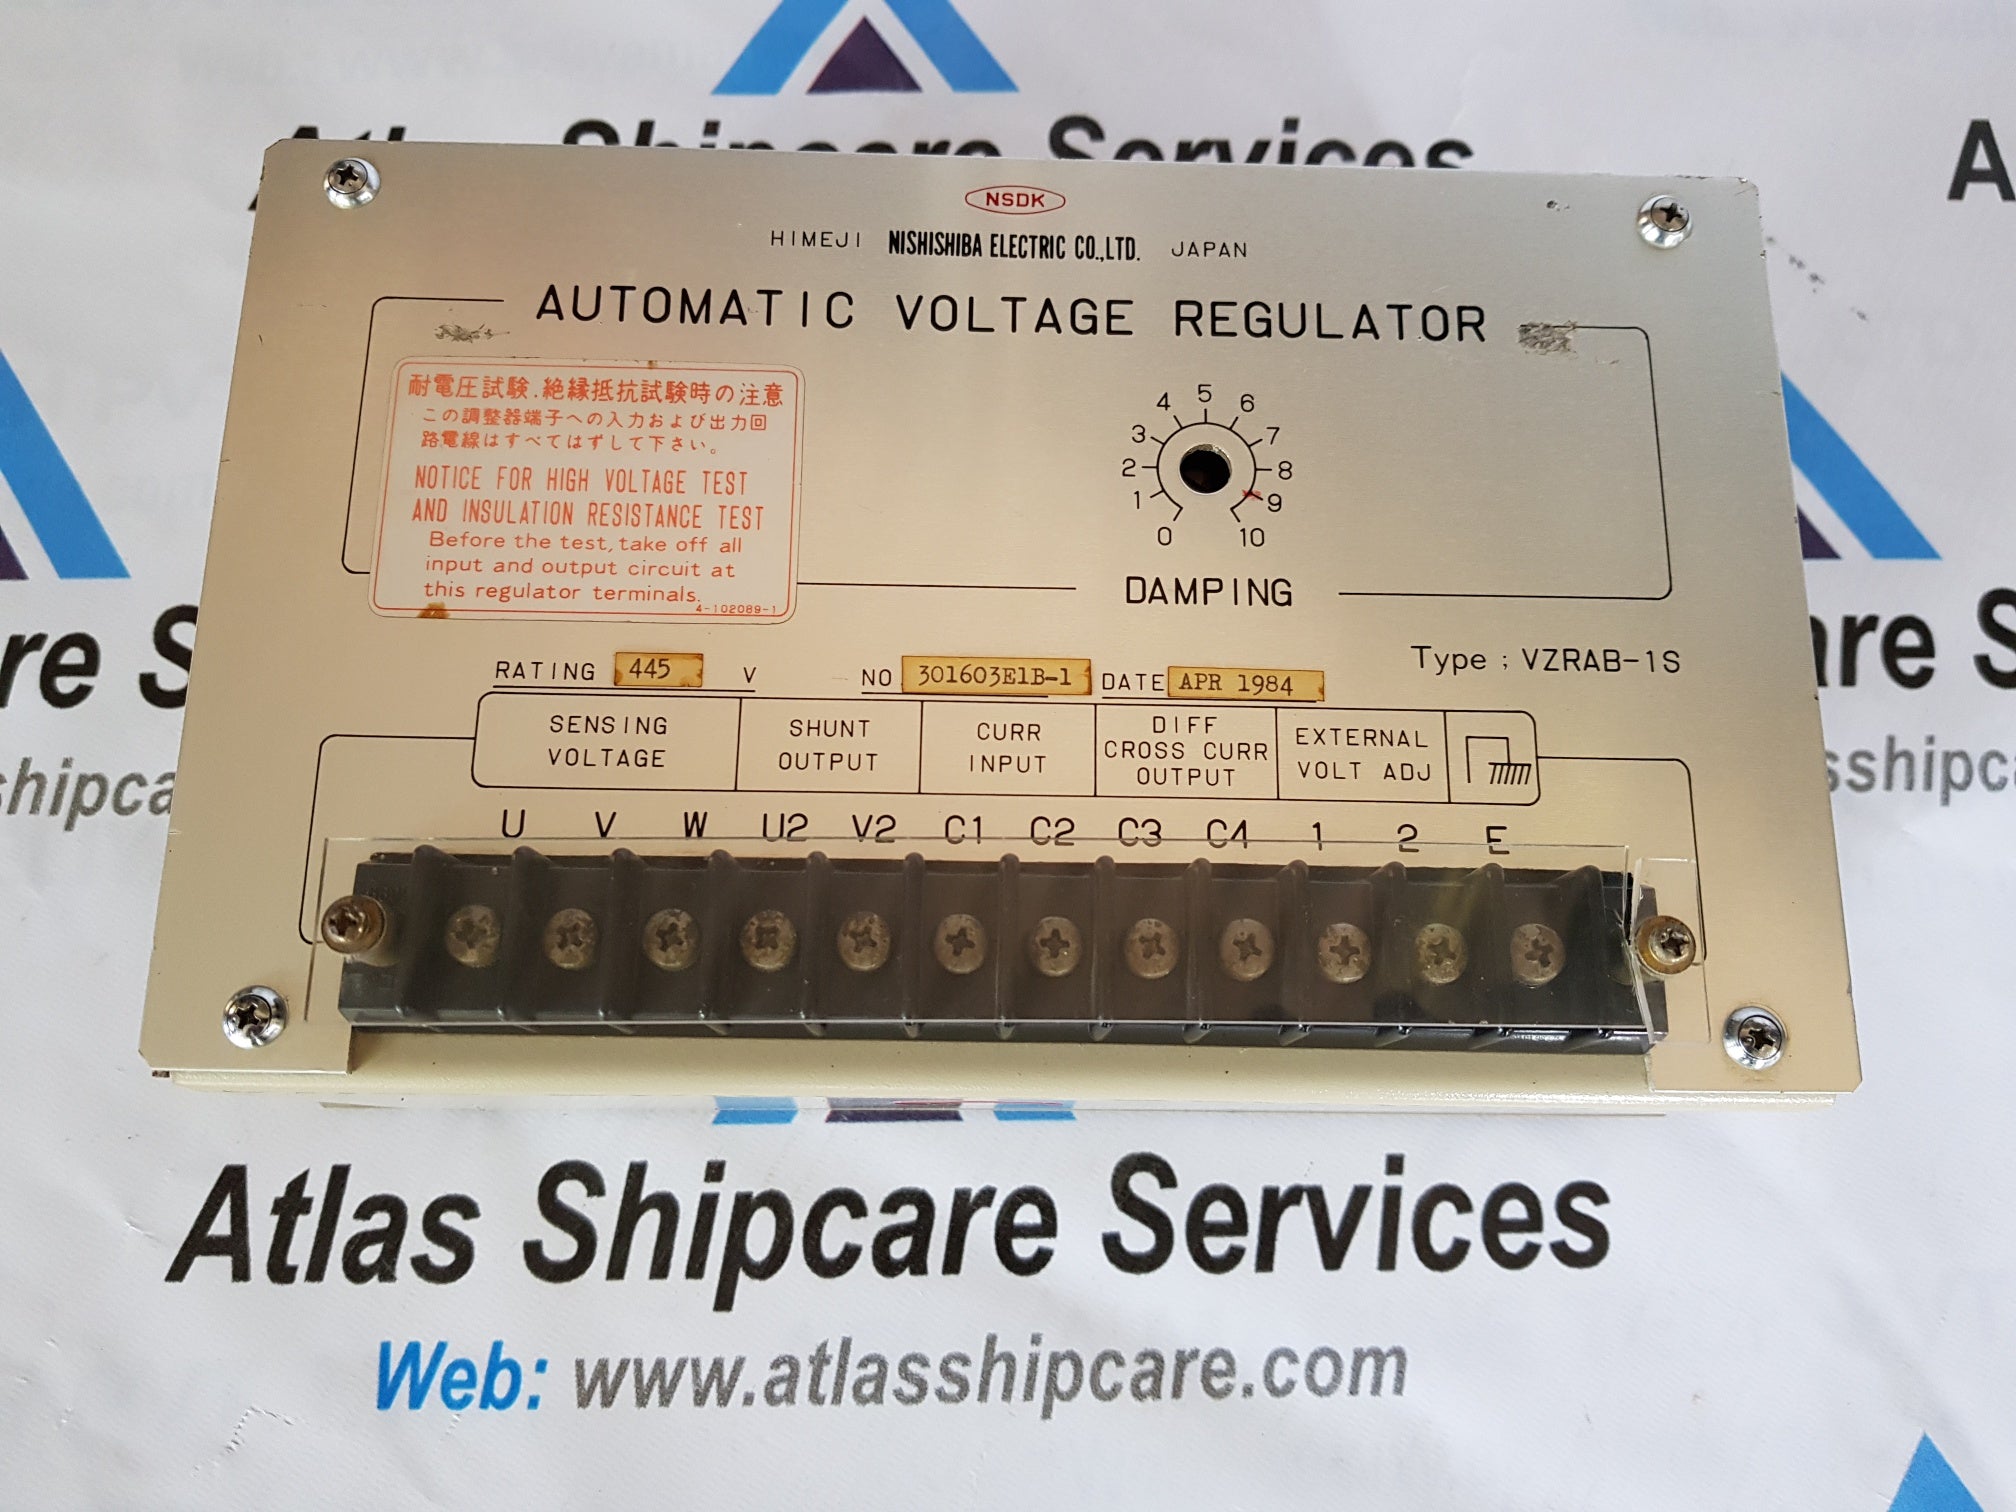 Atlas Shipcare Services
NSDK
HIMEJI NISHISHIBA ELECTRIC CO.,LTD. JAPAN
AUTOMATIC VOLTAGE REGULATOR
耐電圧試験.絶縁抵抗試験時の注意
この調整器端子への入力および出力回
路電線はすべてはずして下さい。
NOTICE FOR HIGH VOLTAGE TEST
AND INSULATION RESISTANCE TEST
Before the test, take off all
input and output circuit at
this regulator terminals.
4-102089-1
0 1 2 3 4 5 6 7 8 9 10
DAMPING
Type ; VZRAB-1S
RATING 445 V NO 301603E1B-1 DATE APR 1984
SENSING
VOLTAGE
SHUNT
OUTPUT
CURR
INPUT
DIFF
CROSS CURR
OUTPUT
EXTERNAL
VOLT ADJ
U V W U2 V2 C1 C2 C3 C4 1 2 E
Atlas Shipcare Services
Web: www.atlasshipcare.com